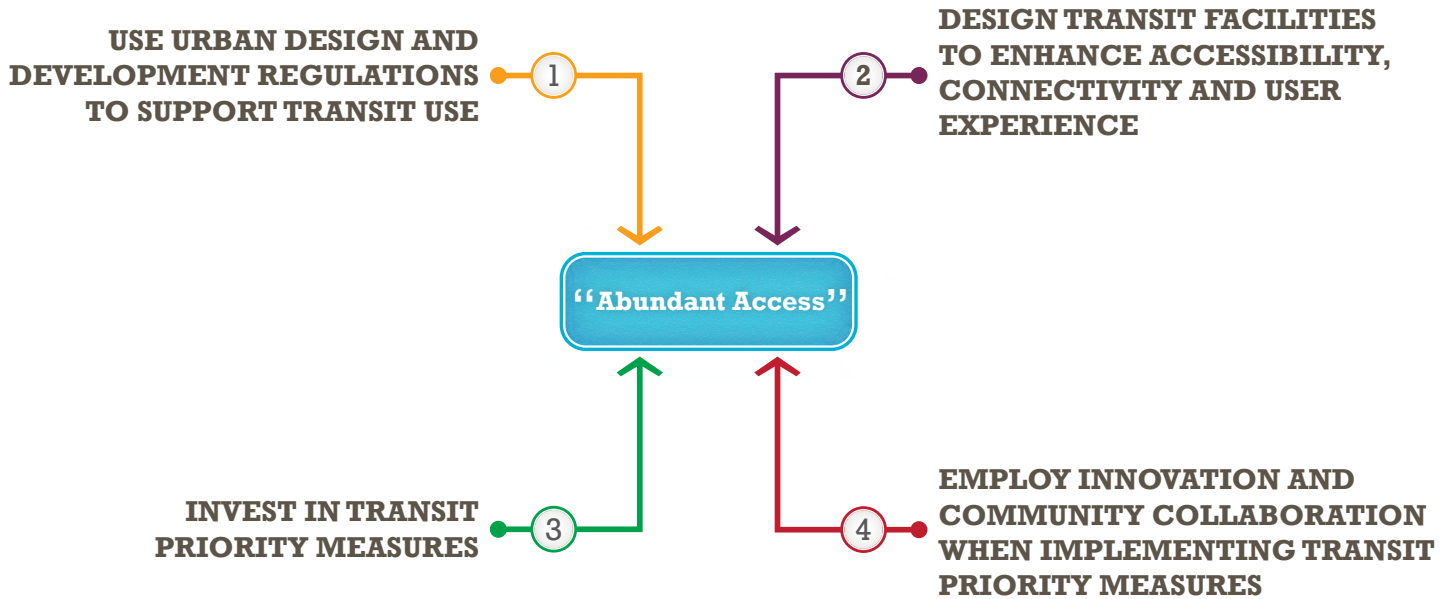 USE URBAN DESIGN AND
DEVELOPMENT REGULATIONS
TO SUPPORT TRANSIT USE
1
2
DESIGN TRANSIT FACILITIES
TO ENHANCE ACCESSIBILITY,
CONNECTIVITY AND USER
EXPERIENCE
“Abundant Access”
INVEST IN TRANSIT
PRIORITY MEASURES
3
4
EMPLOY INNOVATION AND
COMMUNITY COLLABORATION
WHEN IMPLEMENTING TRANSIT
PRIORITY MEASURES